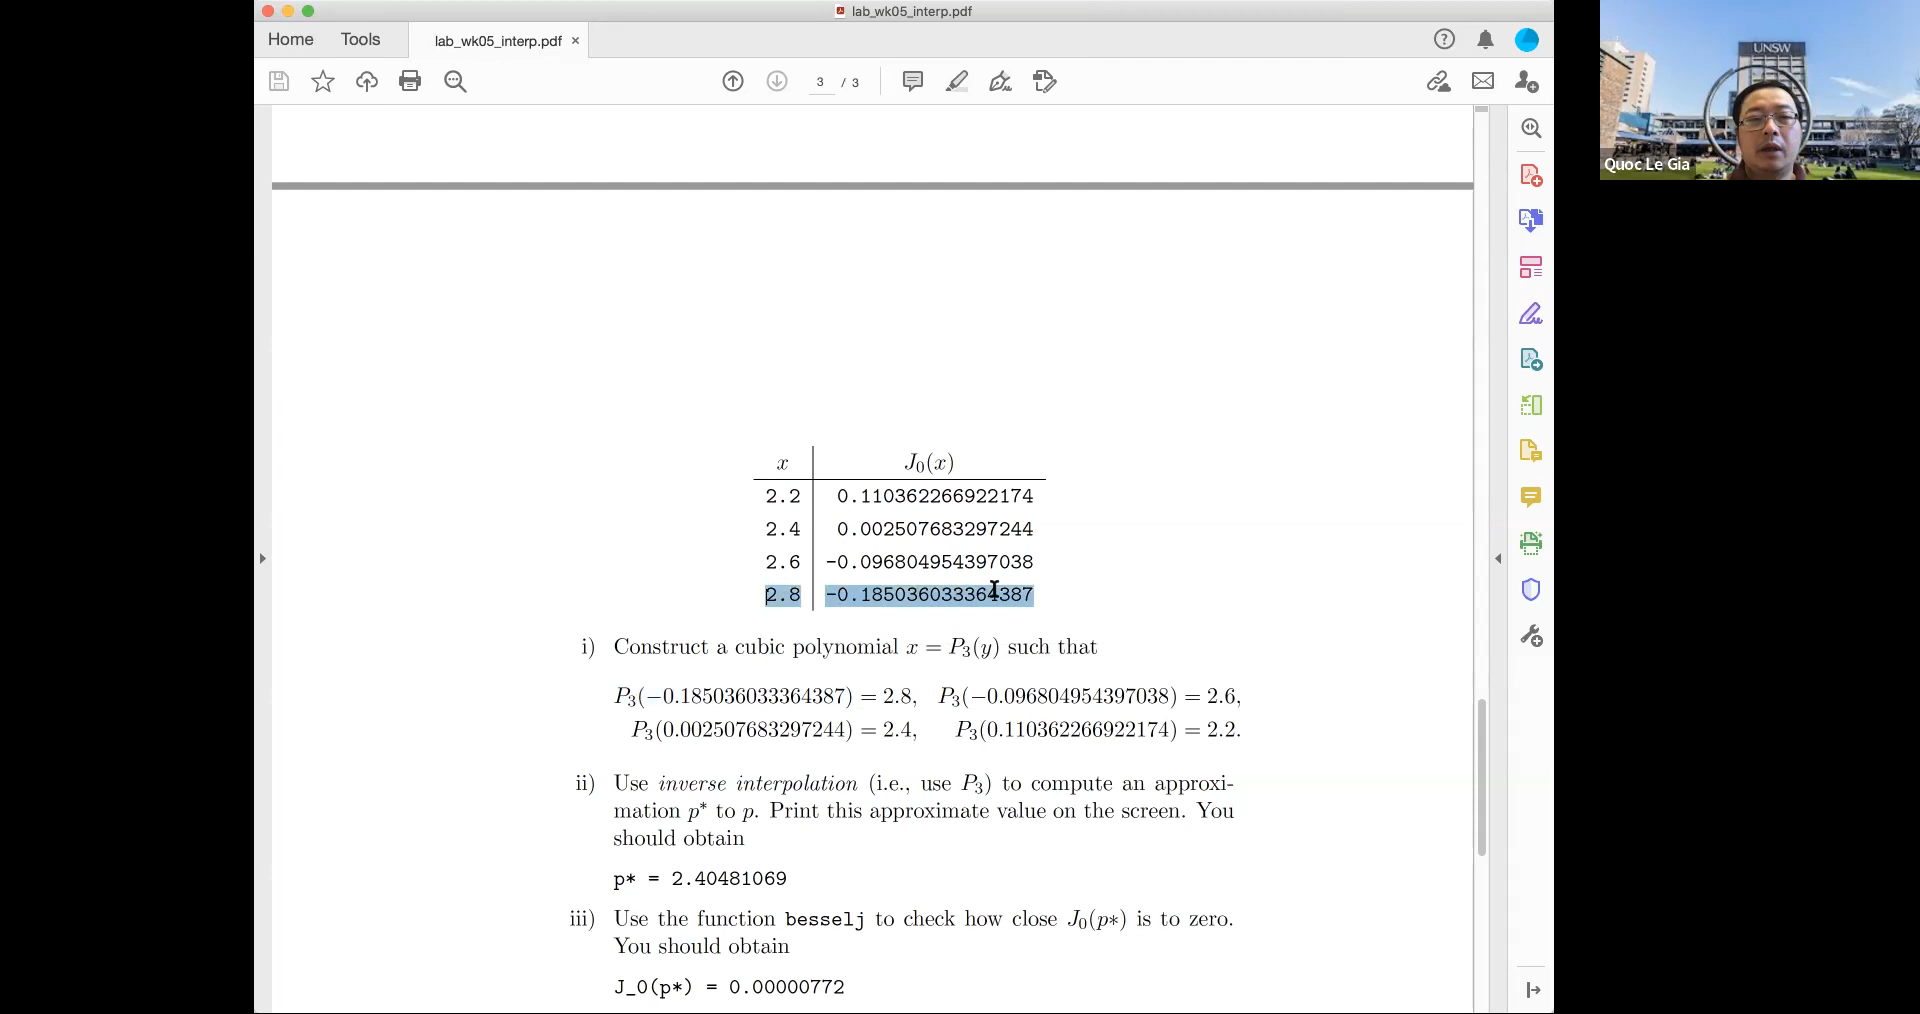 lab_wk05_interp.pdf
Home Tools lab_wk05_interp.pdf ×
3 / 3
UNSW
Quoc Le Gia
x J₀(x)
2.2 0.110362266922174
2.4 0.002507683297244
2.6 -0.096804954397038
2.8 -0.185036033364387
i) Construct a cubic polynomial x = P₃(y) such that
P₃(−0.185036033364387) = 2.8, P₃(−0.096804954397038) = 2.6,
P₃(0.002507683297244) = 2.4, P₃(0.110362266922174) = 2.2.
ii) Use inverse interpolation (i.e., use P₃) to compute an approxi-
mation p* to p. Print this approximate value on the screen. You
should obtain
p* = 2.40481069
iii) Use the function besselj to check how close J₀(p*) is to zero.
You should obtain
J_0(p*) = 0.00000772